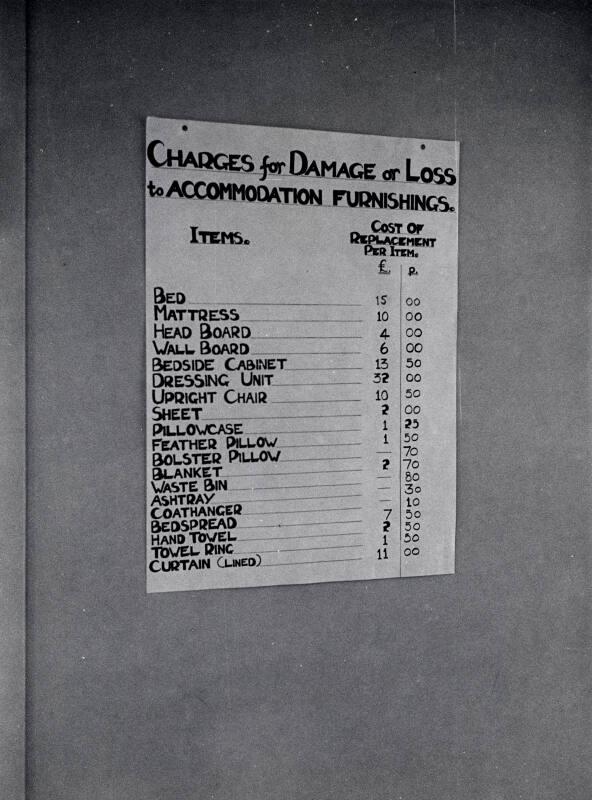 CHARGES for DAMAGE or LOSS
to ACCOMMODATION FURNISHINGS.
ITEMS.
COST OF
REPLACEMENT
PER ITEM.
£. p.
BED 15 00
MATTRESS 10 00
HEAD BOARD 4 00
WALL BOARD 6 00
BEDSIDE CABINET 13 50
DRESSING UNIT 32 00
UPRIGHT CHAIR 10 50
SHEET 2 00
PILLOWCASE 1 25
FEATHER PILLOW 1 50
BOLSTER PILLOW — 70
BLANKET 2 70
WASTE BIN — 80
ASHTRAY — 30
COATHANGER — 10
BEDSPREAD 7 50
HAND TOWEL 2 50
TOWEL RING 1 50
CURTAIN (LINED) 11 00